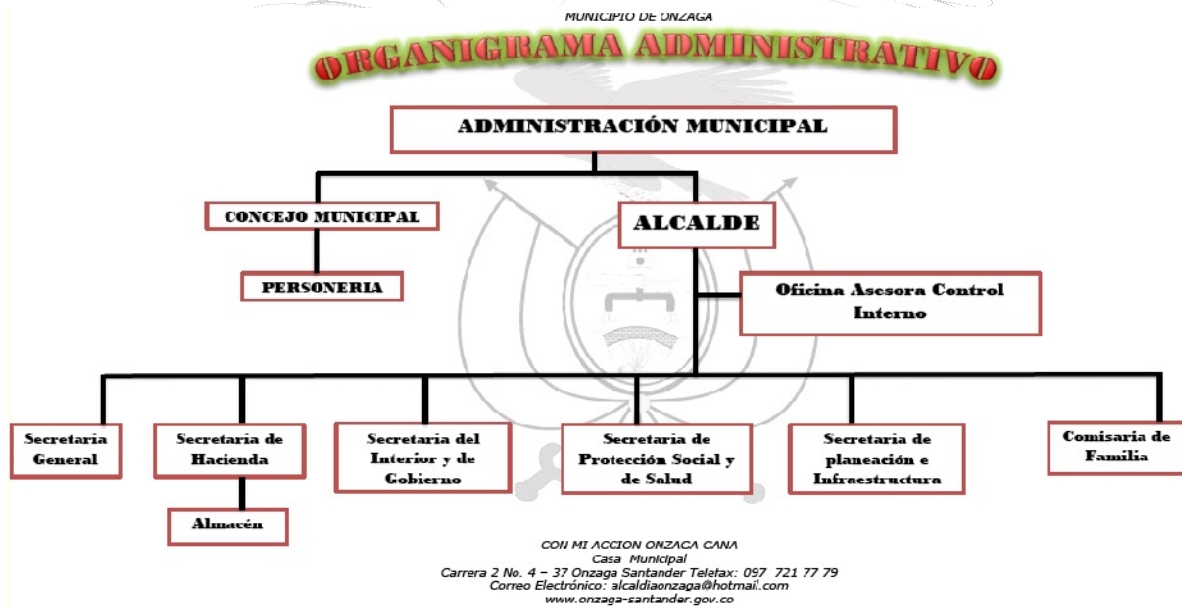 MUNICIPIO DE ONZAGA
ORGANIGRAMA ADMINISTRATIVO
ADMINISTRACIÓN MUNICIPAL
CONCEJO MUNICIPAL
ALCALDE
PERSONERIA
Oficina Asesora Control
Interno
Secretaria
General
Secretaria de
Hacienda
Secretaria del
Interior y de
Gobierno
Secretaria de
Protección Social y
de Salud
Secretaria de
planeación e
Infraestructura
Comisaria de
Familia
Almacén
CON MI ACCION ONZAGA GANA
Casa Municipal
Carrera 2 No. 4 – 37 Onzaga Santander Telefax: 097 721 77 79
Correo Electrónico: alcaldiaonzaga@hotmail.com
www.onzaga-santander.gov.co